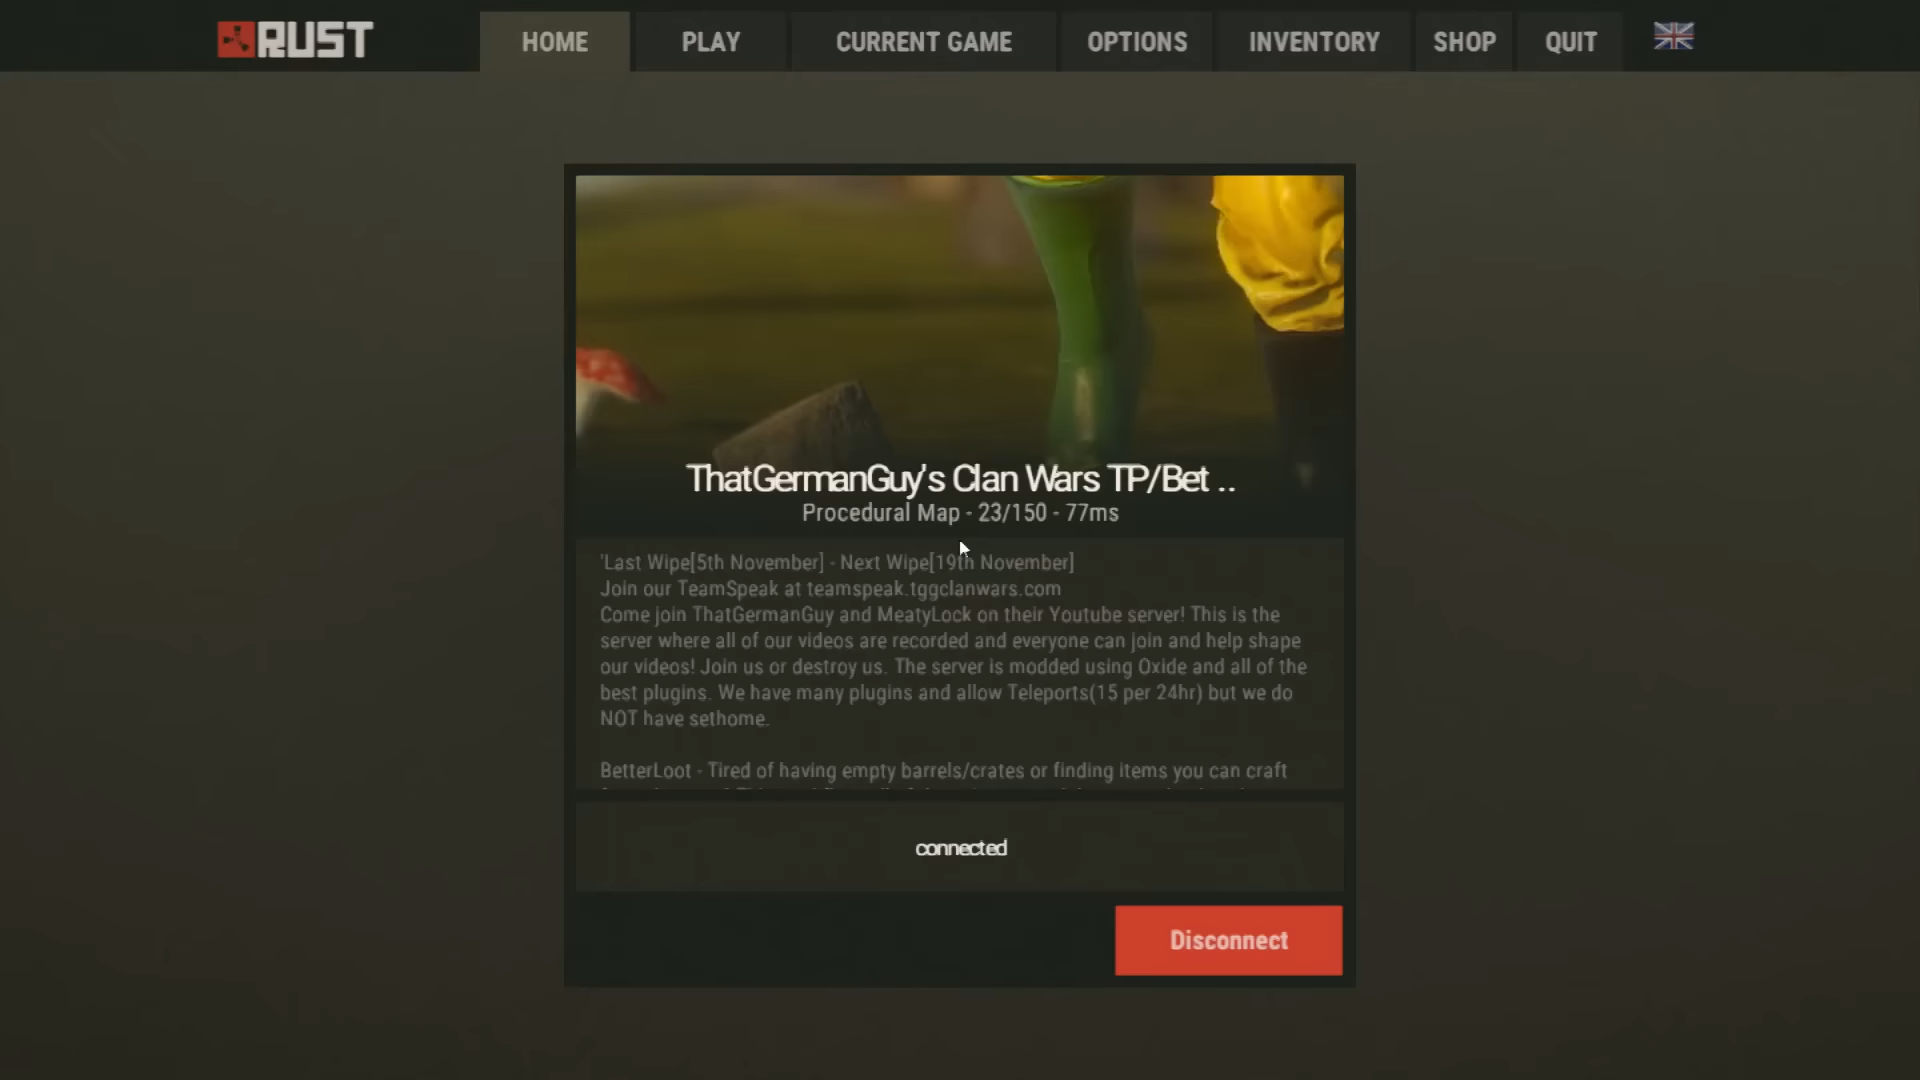 RUST
HOME
PLAY
CURRENT GAME
OPTIONS
INVENTORY
SHOP
QUIT
ThatGermanGuy's Clan Wars TP/Bet ..
Procedural Map - 23/150 - 77ms
'Last Wipe[5th November] - Next Wipe[19th November]
Join our TeamSpeak at teamspeak.tggclanwars.com
Come join ThatGermanGuy and MeatyLock on their Youtube server! This is the
server where all of our videos are recorded and everyone can join and help shape
our videos! Join us or destroy us. The server is modded using Oxide and all of the
best plugins. We have many plugins and allow Teleports(15 per 24hr) but we do
NOT have sethome.
BetterLoot - Tired of having empty barrels/crates or finding items you can craft
connected
Disconnect